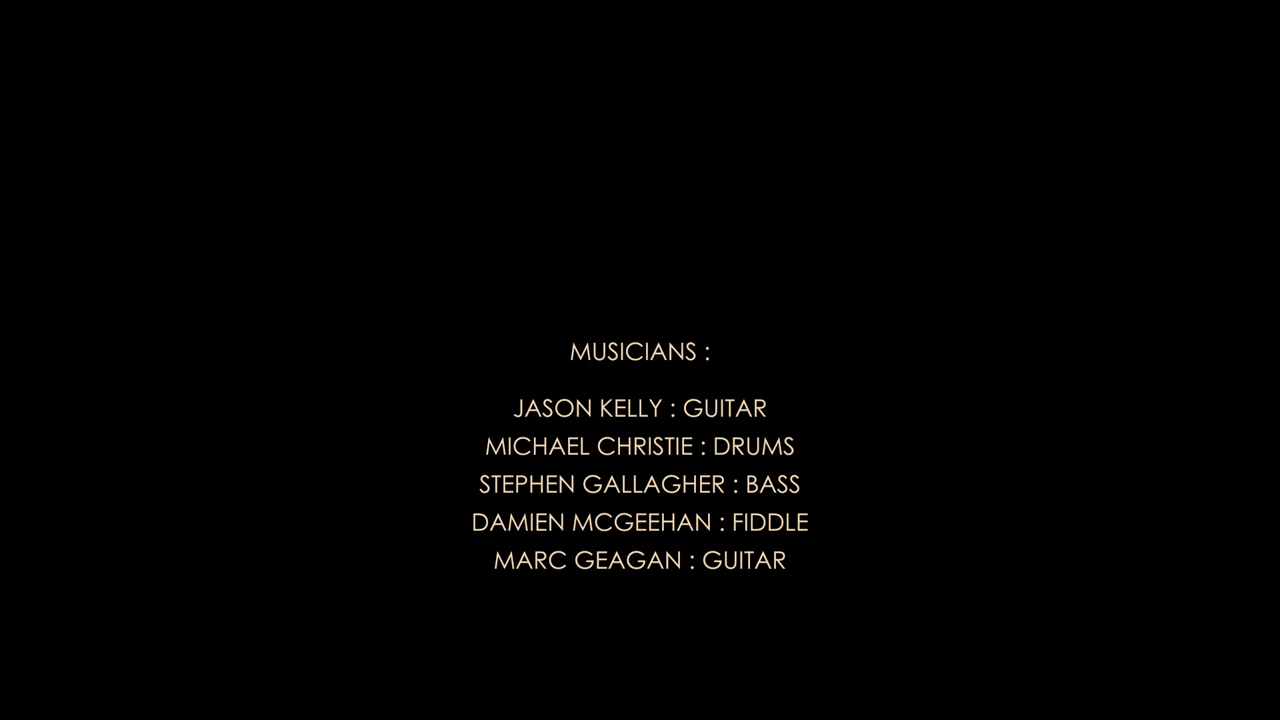 MUSICIANS :
JASON KELLY : GUITAR
MICHAEL CHRISTIE : DRUMS
STEPHEN GALLAGHER : BASS
DAMIEN MCGEEHAN : FIDDLE
MARC GEAGAN : GUITAR